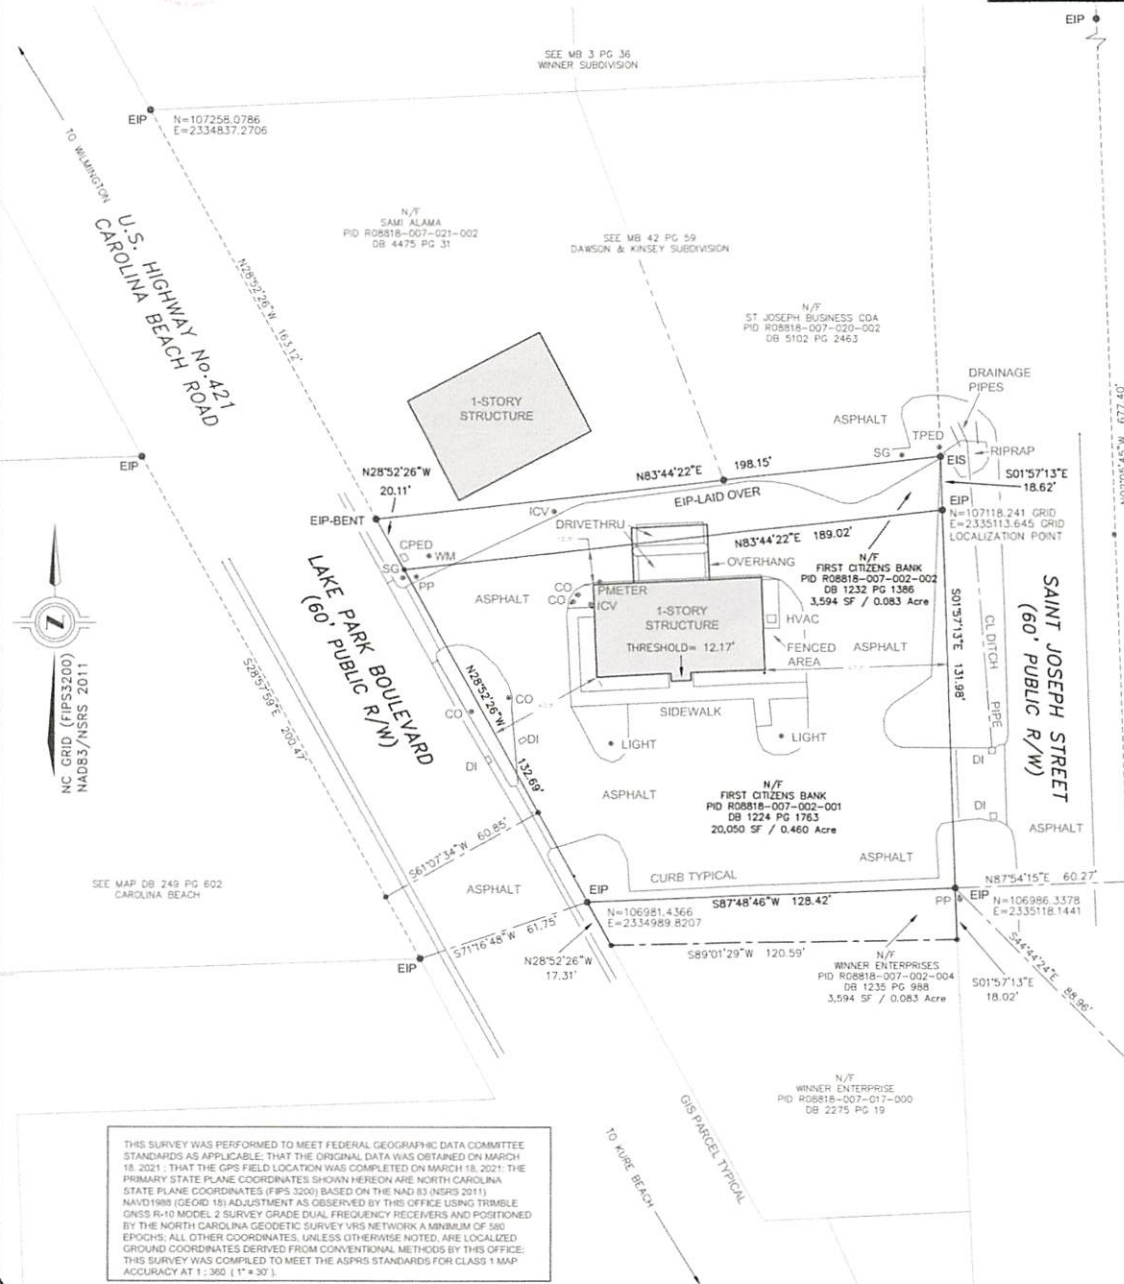 EIP
SEE MB 3 PG 36
WINNER SUBDIVISION
EIP
N=107258.0786
E=2334837.2706
TO WILMINGTON
U.S. HIGHWAY No.421
CAROLINA BEACH ROAD
N/F
SAMI ALAMA
PID R08818-007-021-002
DB 4475 PG 31
SEE MB 42 PG 59
DAWSON & KINSEY SUBDIVISION
N28°52'26"W 163.12'
N/F
ST JOSEPH BUSINESS COA
PID R08818-007-020-002
DB 5102 PG 2463
DRAINAGE
PIPES
677.40'
1-STORY
STRUCTURE
ASPHALT
TPED
SG
RIPRAP
EIS
EIP
N28°52'26"W
20.11'
N83°44'22"E 198.15'
S01°57'13"E
18.62'
EIP-LAID OVER
EIP
N=107118.241 GRID
E=2335113.645 GRID
LOCALIZATION POINT
EIP-BENT
ICV
DRIVETHRU
N83°44'22"E 189.02'
CPED
WM
SG
PP
OVERHANG
N/F
FIRST CITIZENS BANK
PID R08818-007-002-002
DB 1232 PG 1386
3,594 SF / 0.083 Acre
LAKE PARK BOULEVARD
(60' PUBLIC R/W)
ASPHALT
CO
CO
PMETER
ICV
1-STORY
STRUCTURE
THRESHOLD= 12.17'
HVAC
FENCED
AREA
ASPHALT
S01°57'13"E 131.98'
CL DITCH
PIPE
SAINT JOSEPH STREET
(60' PUBLIC R/W)
NC GRID (FIPS3200)
NAD83/NSRS 2011
S28°57'59"E 200.47'
N28°52'26"W
132.69'
CO
CO
SIDEWALK
LIGHT
LIGHT
DI
DI
DI
DI
ASPHALT
N/F
FIRST CITIZENS BANK
PID R08818-007-002-001
DB 1224 PG 1763
20,050 SF / 0.460 Acre
ASPHALT
S61°07'34"W 60.85'
ASPHALT
CURB TYPICAL
ASPHALT
N87°54'15"E 60.27'
SEE MAP DB 249 PG 602
CAROLINA BEACH
EIP
S87°48'46"W 128.42'
PP
EIP
N=106981.4366
E=2334989.8207
N=106986.3378
E=2335118.1441
S71°16'48"W 61.75'
EIP
N28°52'26"W
17.31'
S89°01'29"W 120.59'
N/F
WINNER ENTERPRISES
PID R08818-007-002-004
DB 1235 PG 988
3,594 SF / 0.083 Acre
S01°57'13"E
18.02'
S44°44'24"E 88.96'
N/F
WINNER ENTERPRISE
PID R08818-007-017-000
DB 2275 PG 19
GIS PARCEL TYPICAL
TO KURE BEACH
THIS SURVEY WAS PERFORMED TO MEET FEDERAL GEOGRAPHIC DATA COMMITTEE
STANDARDS AS APPLICABLE; THAT THE ORIGINAL DATA WAS OBTAINED ON MARCH
18, 2021 ; THAT THE GPS FIELD LOCATION WAS COMPLETED ON MARCH 18, 2021: THE
PRIMARY STATE PLANE COORDINATES SHOWN HEREON ARE NORTH CAROLINA
STATE PLANE COORDINATES (FIPS 3200) BASED ON THE NAD 83 (NSRS 2011)
NAVD1988 (GEOID 18) ADJUSTMENT AS OBSERVED BY THIS OFFICE USING TRIMBLE
GNSS R-10 MODEL 2 SURVEY GRADE DUAL FREQUENCY RECEIVERS AND POSITIONED
BY THE NORTH CAROLINA GEODETIC SURVEY VRS NETWORK A MINIMUM OF 580
EPOCHS; ALL OTHER COORDINATES, UNLESS OTHERWISE NOTED, ARE LOCALIZED
GROUND COORDINATES DERIVED FROM CONVENTIONAL METHODS BY THIS OFFICE;
THIS SURVEY WAS COMPILED TO MEET THE ASPRS STANDARDS FOR CLASS 1 MAP
ACCURACY AT 1 : 360 ( 1" = 30' ).